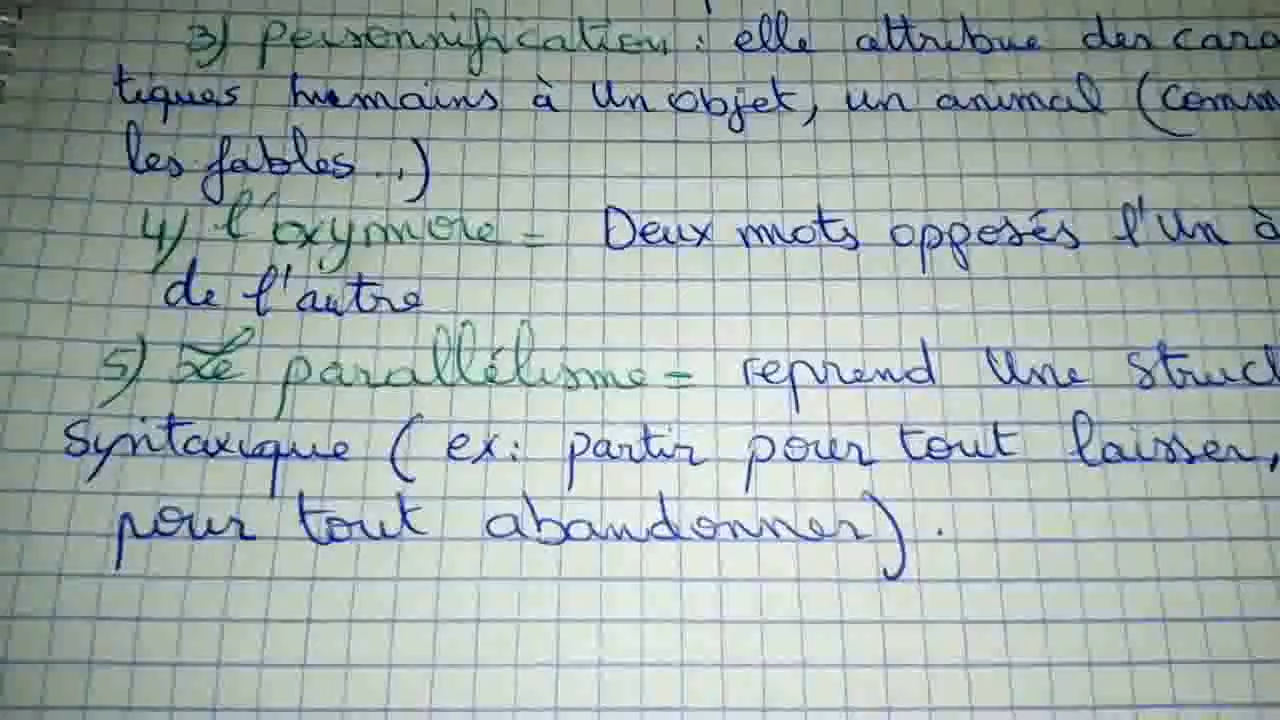 3) personnification : elle attribue des cara
tiques humains à un objet, un animal (comm
les fables...)
4) l'oxymore = Deux mots opposés l'un à
de l'autre
5) Le parallélisme = reprend une struct
syntaxique (ex: partir pour tout laisser,
pour tout abandonner).